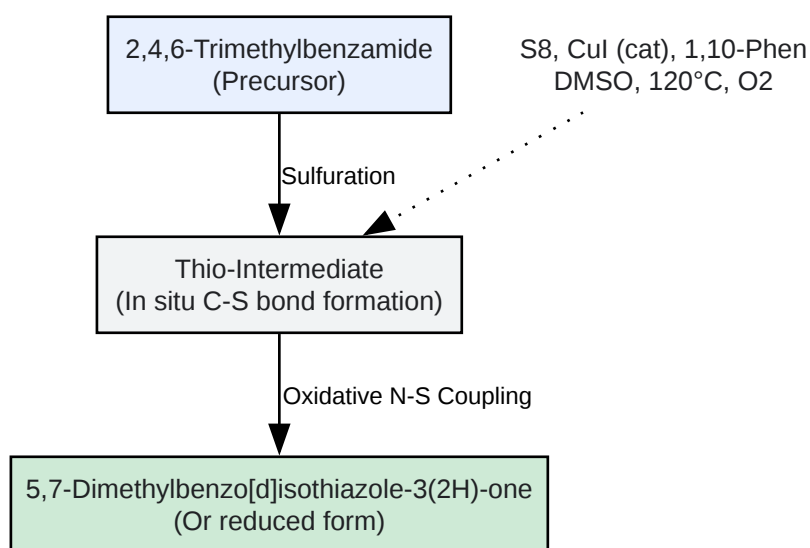 2,4,6-Trimethylbenzamide
(Precursor)
S8, CuI (cat), 1,10-Phen
DMSO, 120°C, O2
Sulfuration
Thio-Intermediate
(In situ C-S bond formation)
Oxidative N-S Coupling
5,7-Dimethylbenzo[d]isothiazole-3(2H)-one
(Or reduced form)